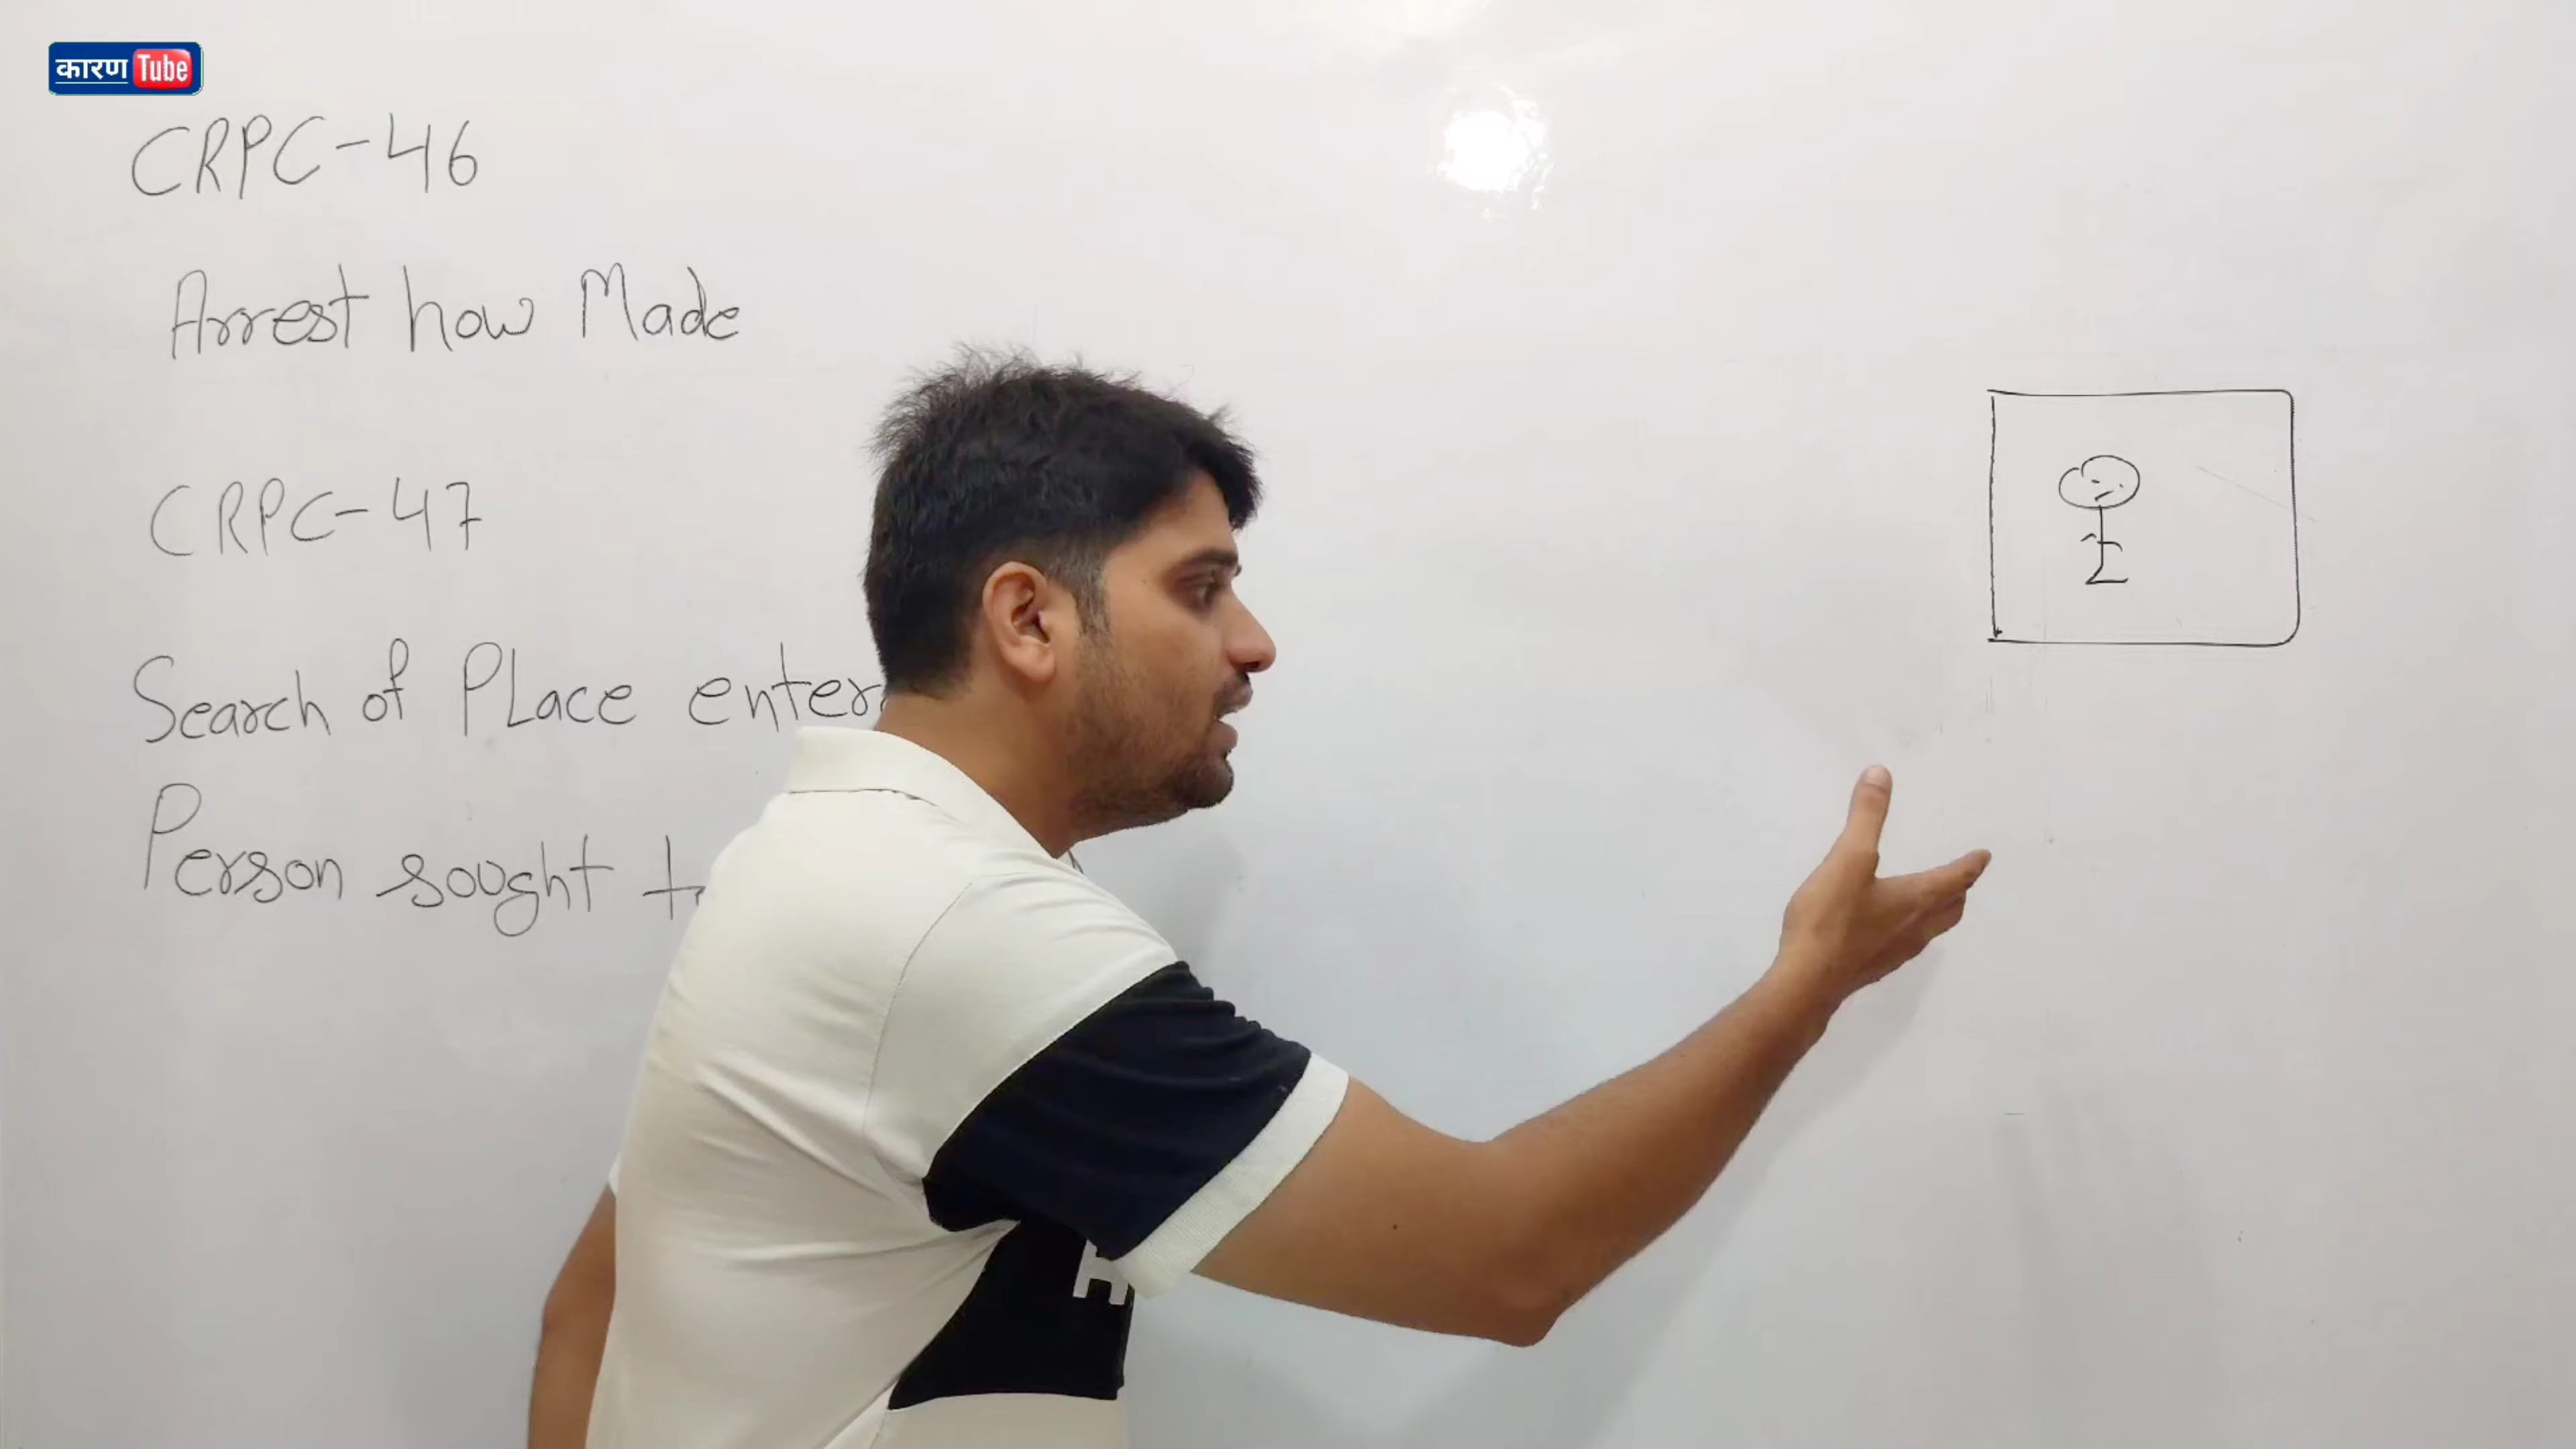 कारण Tube
CRPC-46
Arrest how Made
CRPC-47
Search of PLace enter
Person sought